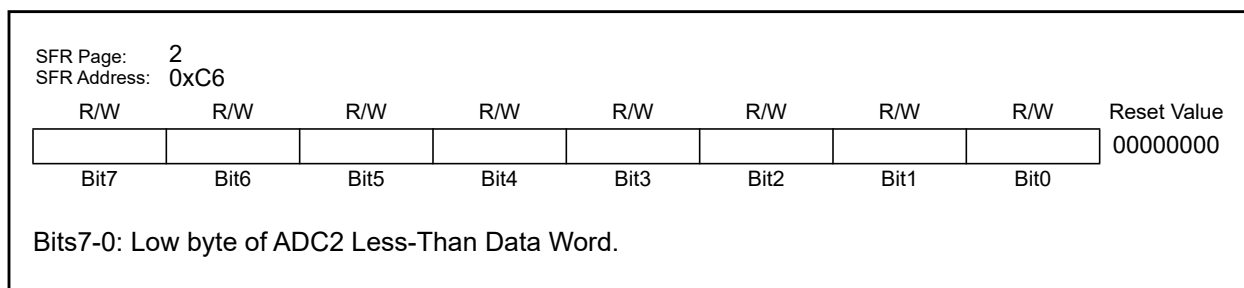 SFR Page: 2
SFR Address: 0xC6
R/W R/W R/W R/W R/W R/W R/W R/W Reset Value
00000000
Bit7 Bit6 Bit5 Bit4 Bit3 Bit2 Bit1 Bit0
Bits7-0: Low byte of ADC2 Less-Than Data Word.